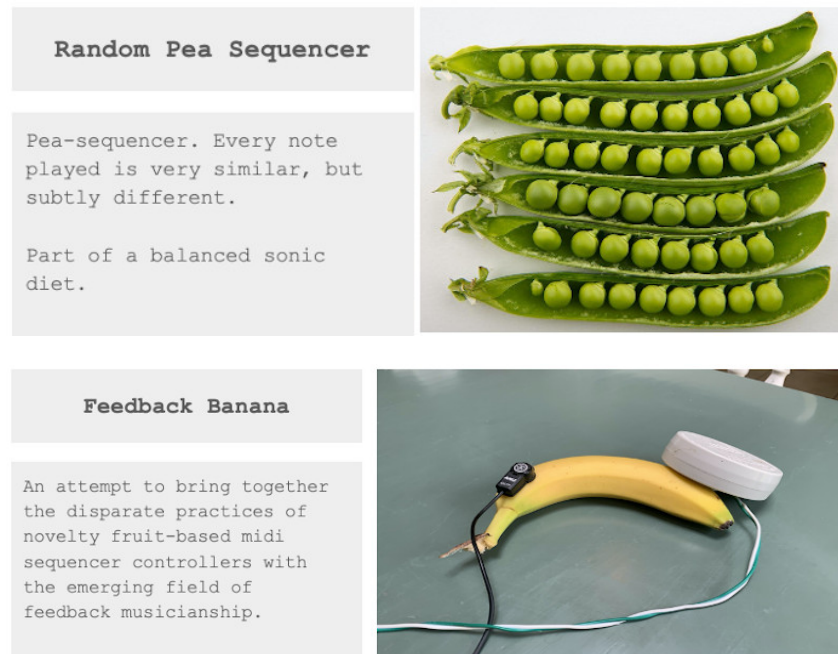 Random Pea Sequencer
Pea-sequencer. Every note
played is very similar, but
subtly different.
Part of a balanced sonic
diet.
Feedback Banana
An attempt to bring together
the disparate practices of
novelty fruit-based midi
sequencer controllers with
the emerging field of
feedback musicianship.